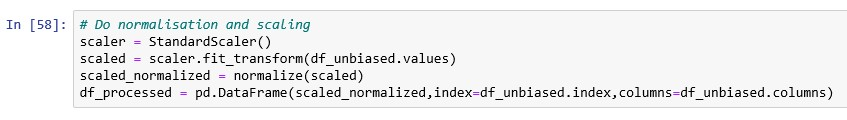 In [58]: # Do normalisation and scaling
scaler = StandardScaler()
scaled = scaler.fit_transform(df_unbiased.values)
scaled_normalized = normalize(scaled)
df_processed = pd.DataFrame(scaled_normalized,index=df_unbiased.index,columns=df_unbiased.columns)